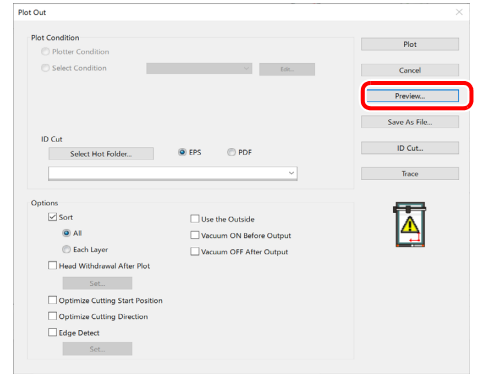 Plot Out
Plot Condition
Plotter Condition
Select Condition
Edit...
ID Cut
Select Hot Folder...
EPS
PDF
Options
Sort
All
Each Layer
Head Withdrawal After Plot
Set...
Optimize Cutting Start Position
Optimize Cutting Direction
Edge Detect
Set...
Use the Outside
Vacuum ON Before Output
Vacuum OFF After Output
Plot
Cancel
Preview...
Save As File...
ID Cut...
Trace